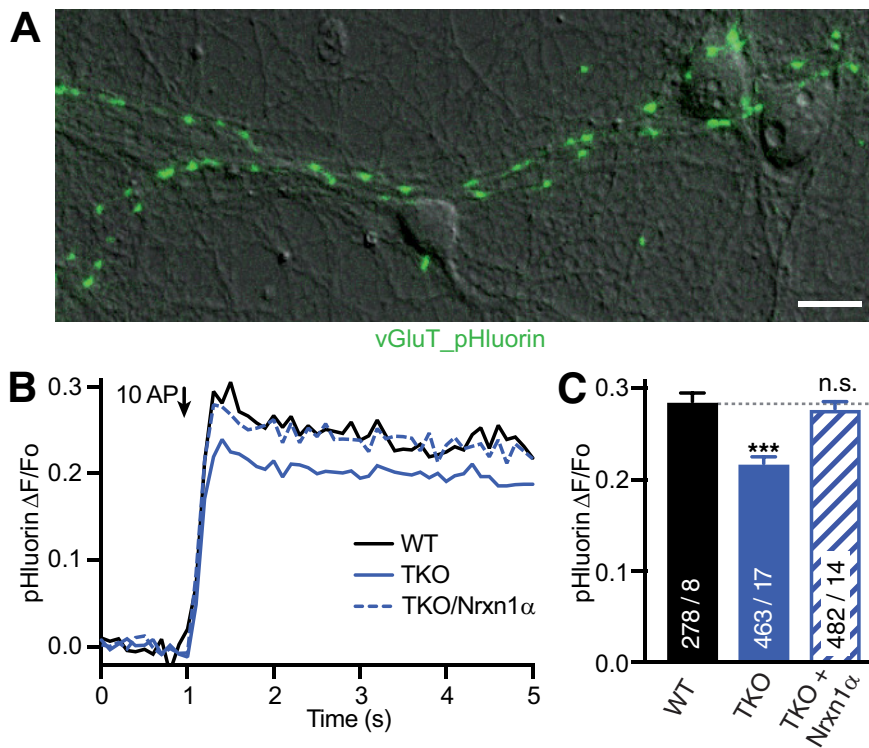 A
vGluT_pHluorin
B
pHluorin ΔF/Fo
0.3
0.2
0.1
0.0
10 AP
WT
TKO
TKO/Nrxn1α
0
1
2
3
4
5
Time (s)
C
pHluorin ΔF/Fo
0.3
0.2
0.1
0.0
n.s.
***
278 / 8
463 / 17
482 / 14
WT
TKO
TKO +
Nrxn1α